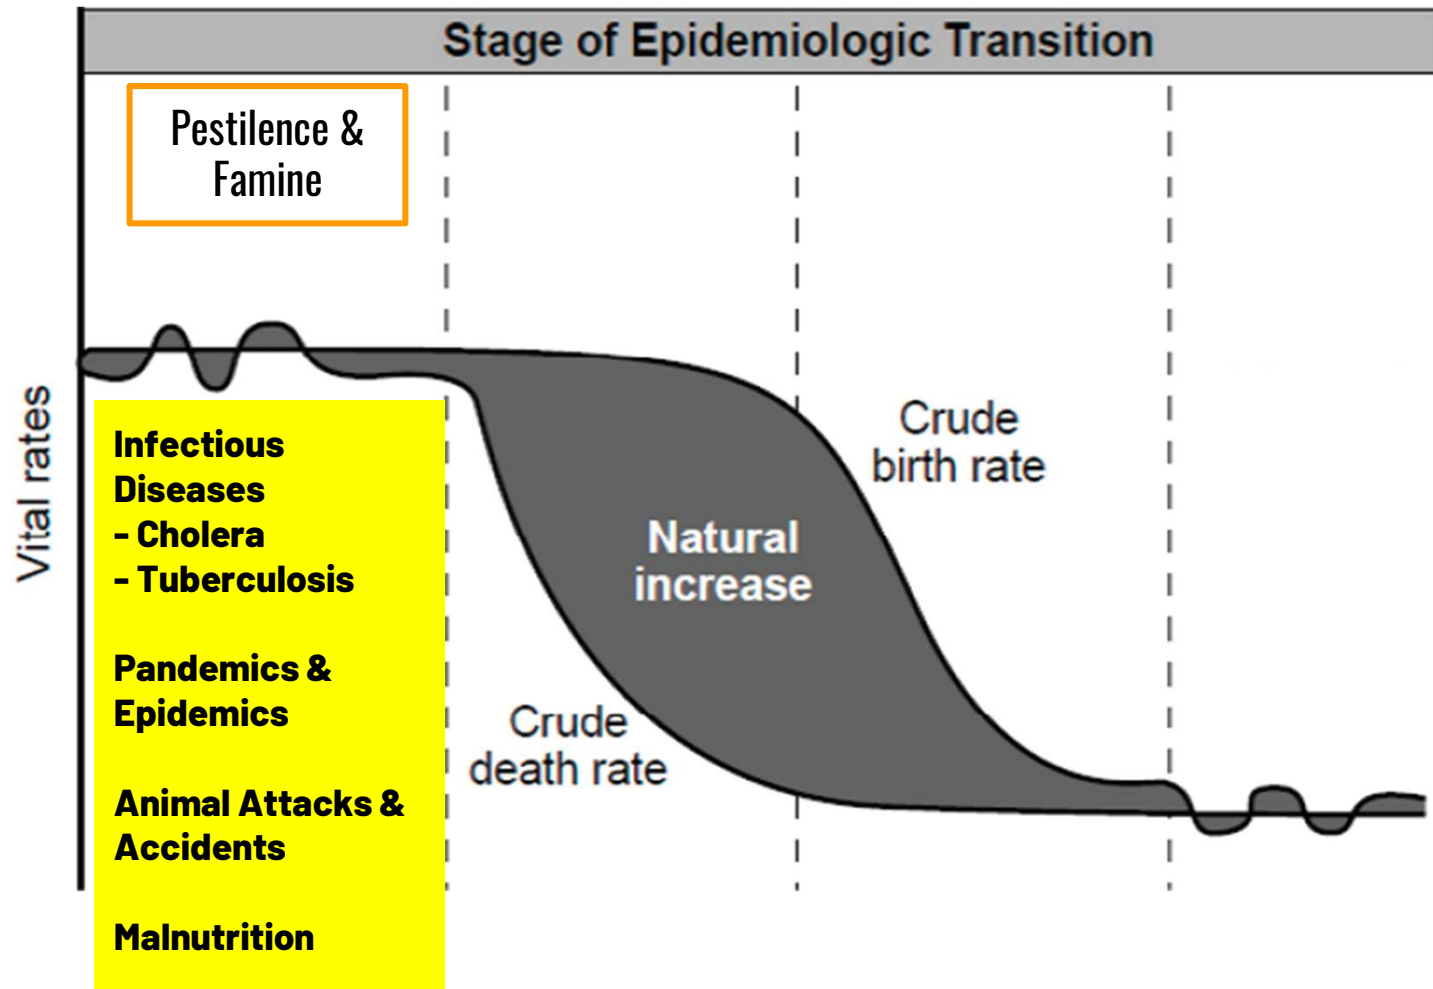 Stage of Epidemiologic Transition
Pestilence &
Famine
Vital rates
Infectious
Diseases
- Cholera
- Tuberculosis
Pandemics &
Epidemics
Animal Attacks &
Accidents
Malnutrition
Crude
birth rate
Natural
increase
Crude
death rate